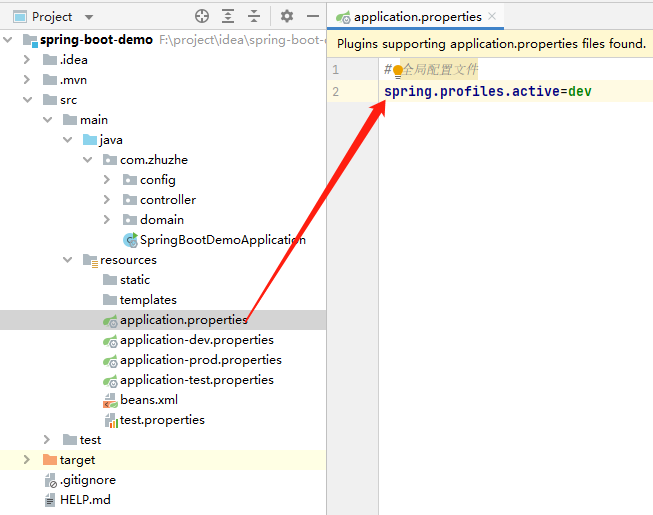 Project
spring-boot-demo F:\project\idea\spring-boot-
.idea
.mvn
src
main
java
com.zhuzhe
config
controller
domain
SpringBootDemoApplication
resources
static
templates
application.properties
application-dev.properties
application-prod.properties
application-test.properties
beans.xml
test.properties
test
target
.gitignore
HELP.md
application.properties
Plugins supporting application.properties files found.
1 # 全局配置文件
2 spring.profiles.active=dev